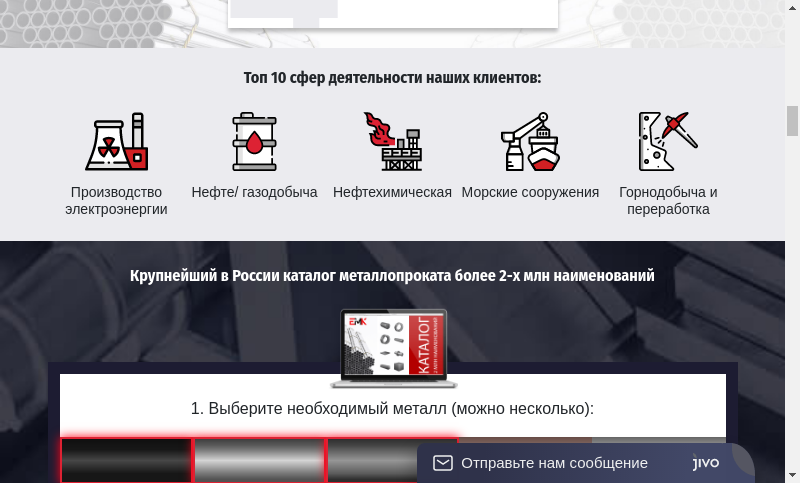 Топ 10 сфер деятельности наших клиентов:
Производство
электроэнергии
Нефте/ газодобыча
Нефтехимическая
Морские сооружения
Горнодобыча и
переработка
Крупнейший в России каталог металлопроката более 2-х млн наименований
КАТАЛОГ
1. Выберите необходимый металл (можно несколько):
Отправьте нам сообщение
jivo